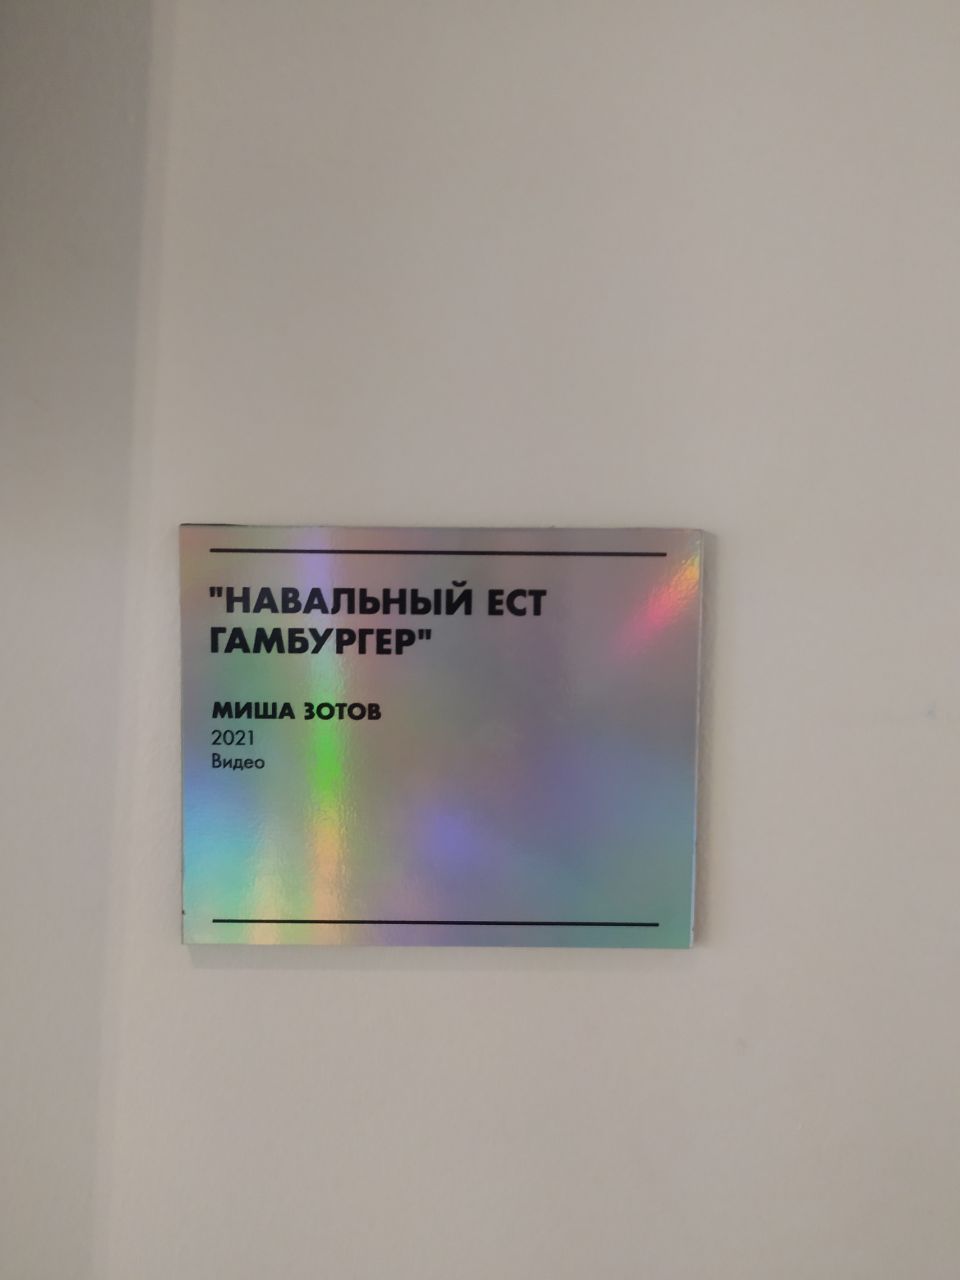 "НАВАЛЬНЫЙ ЕСТ
ГАМБУРГЕР"
МИША ЗОТОВ
2021
Видео